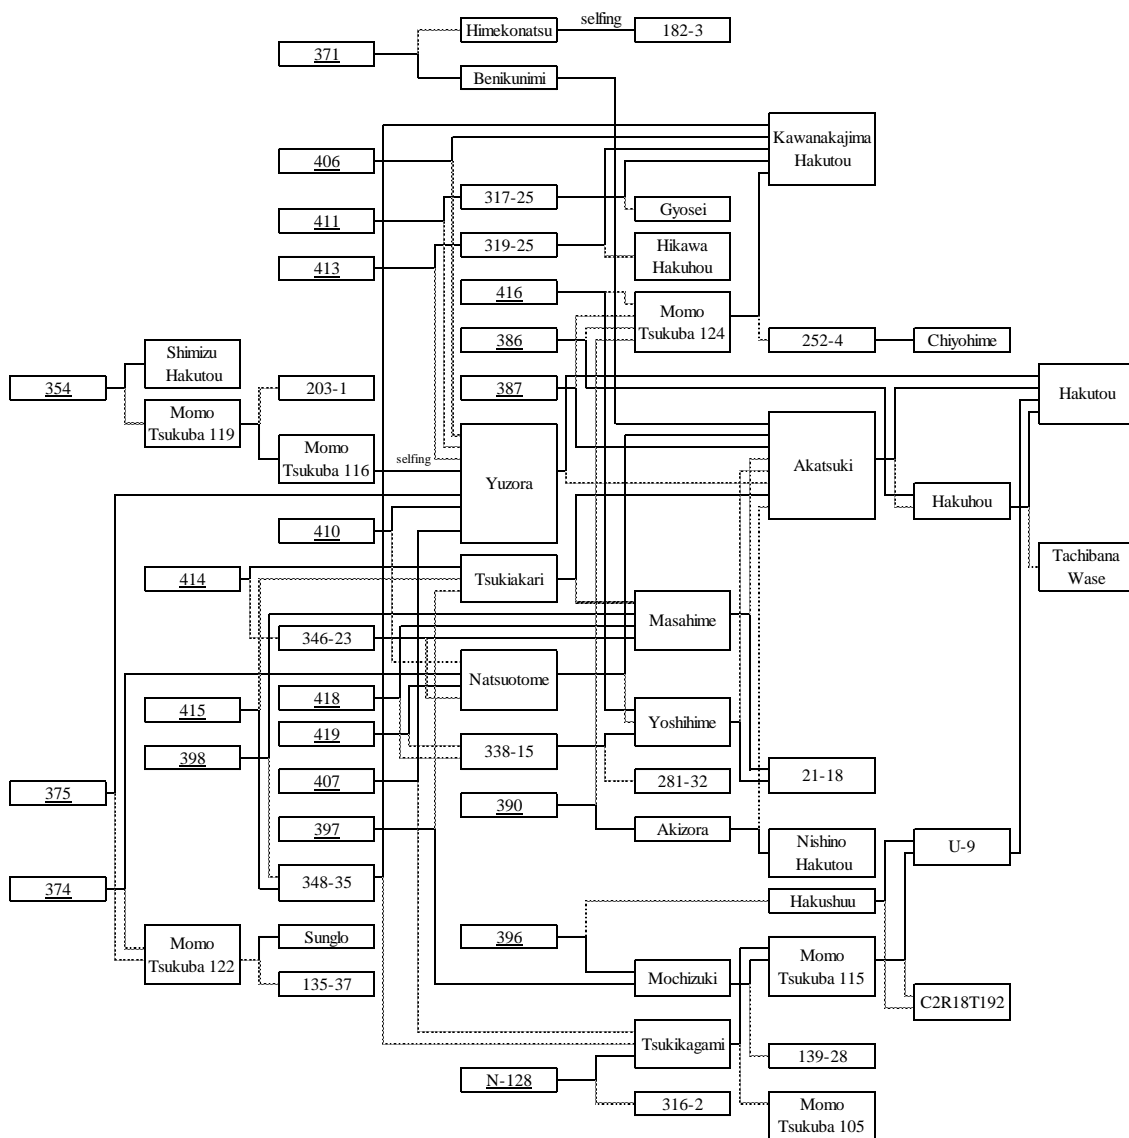 selfing
Himekonatsu
182-3
371
Benikunimi
Kawanakajima
Hakutou
406
317-25
Gyosei
411
319-25
Hikawa
Hakuhou
413
416
Momo
Tsukuba 124
386
252-4
Chiyohime
Shimizu
Hakutou
354
203-1
387
Hakutou
Momo
Tsukuba 119
Momo
Tsukuba 116
selfing
Yuzora
Akatsuki
Hakuhou
410
Tachibana
Wase
414
Tsukiakari
Masahime
346-23
Natsuotome
418
415
Yoshihime
419
398
338-15
21-18
407
281-32
375
390
397
Akizora
Nishino
Hakutou
U-9
374
348-35
Hakushuu
Momo
Tsukuba 122
Sunglo
396
Momo
Tsukuba 115
135-37
Mochizuki
C2R18T192
Tsukikagami
139-28
N-128
316-2
Momo
Tsukuba 105